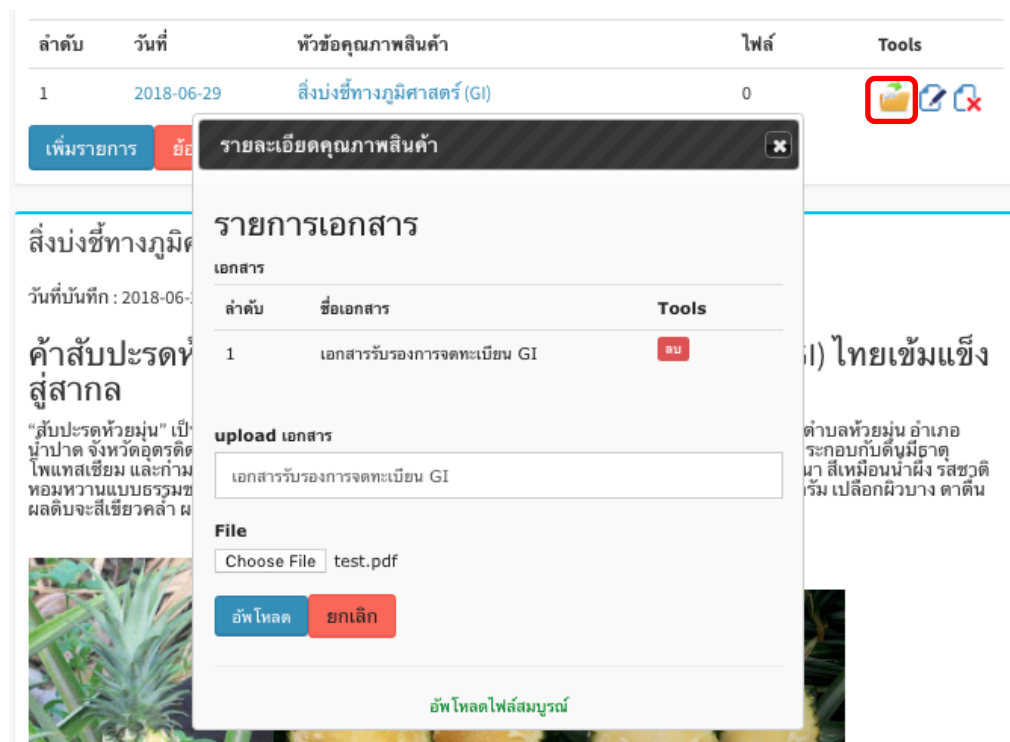 ลำดับ วันที่ หัวข้อคุณภาพสินค้า ไฟล์ Tools
1 2018-06-29 สิ่งบ่งชี้ทางภูมิศาสตร์ (GI) 0
เพิ่มรายการ
รายละเอียดคุณภาพสินค้า
รายการเอกสาร
เอกสาร
ลำดับ ชื่อเอกสาร Tools
1 เอกสารรับรองการจดทะเบียน GI ลบ
upload เอกสาร
เอกสารรับรองการจดทะเบียน GI
File
Choose File test.pdf
อัพโหลด ยกเลิก
อัพโหลดไฟล์สมบูรณ์
สิ่งบ่งชี้ทางภูมิ
วันที่บันทึก : 2018-06-
ค้าสับปะรดห้ GI) ไทยเข้มแข็ง
สู่สากล
“สับปะรดห้วยมุ่น” เป็ ตำบลห้วยมุ่น อำเภอ
น้ำปาด จังหวัดอุตรดิต ระกอบกับดินมีธาตุ
โพแทสเซียม และกำม นา สีเหมือนน้ำผึ้ง รสชาติ
หอมหวานแบบธรรมช รัม เปลือกผิวบาง ตาตื้น
ผลดิบจะสีเขียวคล้ำ ผ